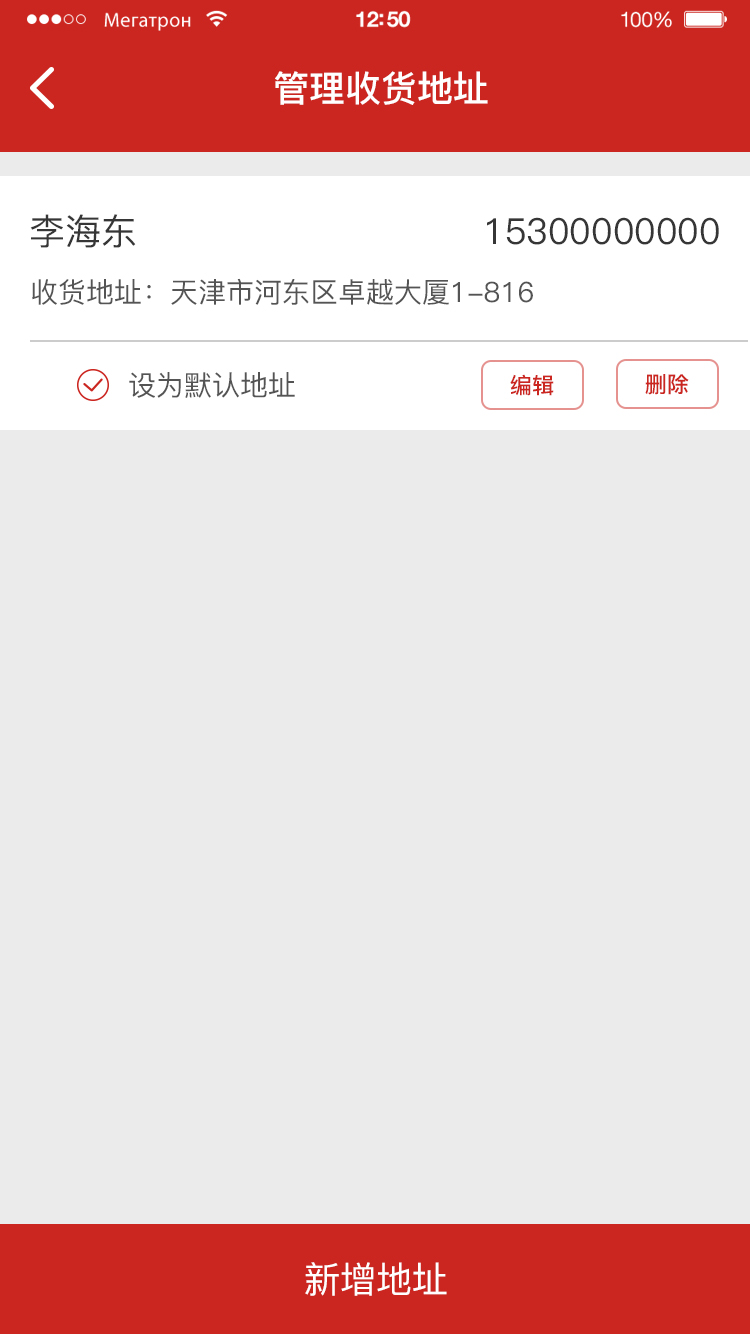 Мегатрон 12:50 100%
管理收货地址
李海东 15300000000
收货地址：天津市河东区卓越大厦1-816
设为默认地址 编辑 删除
新增地址